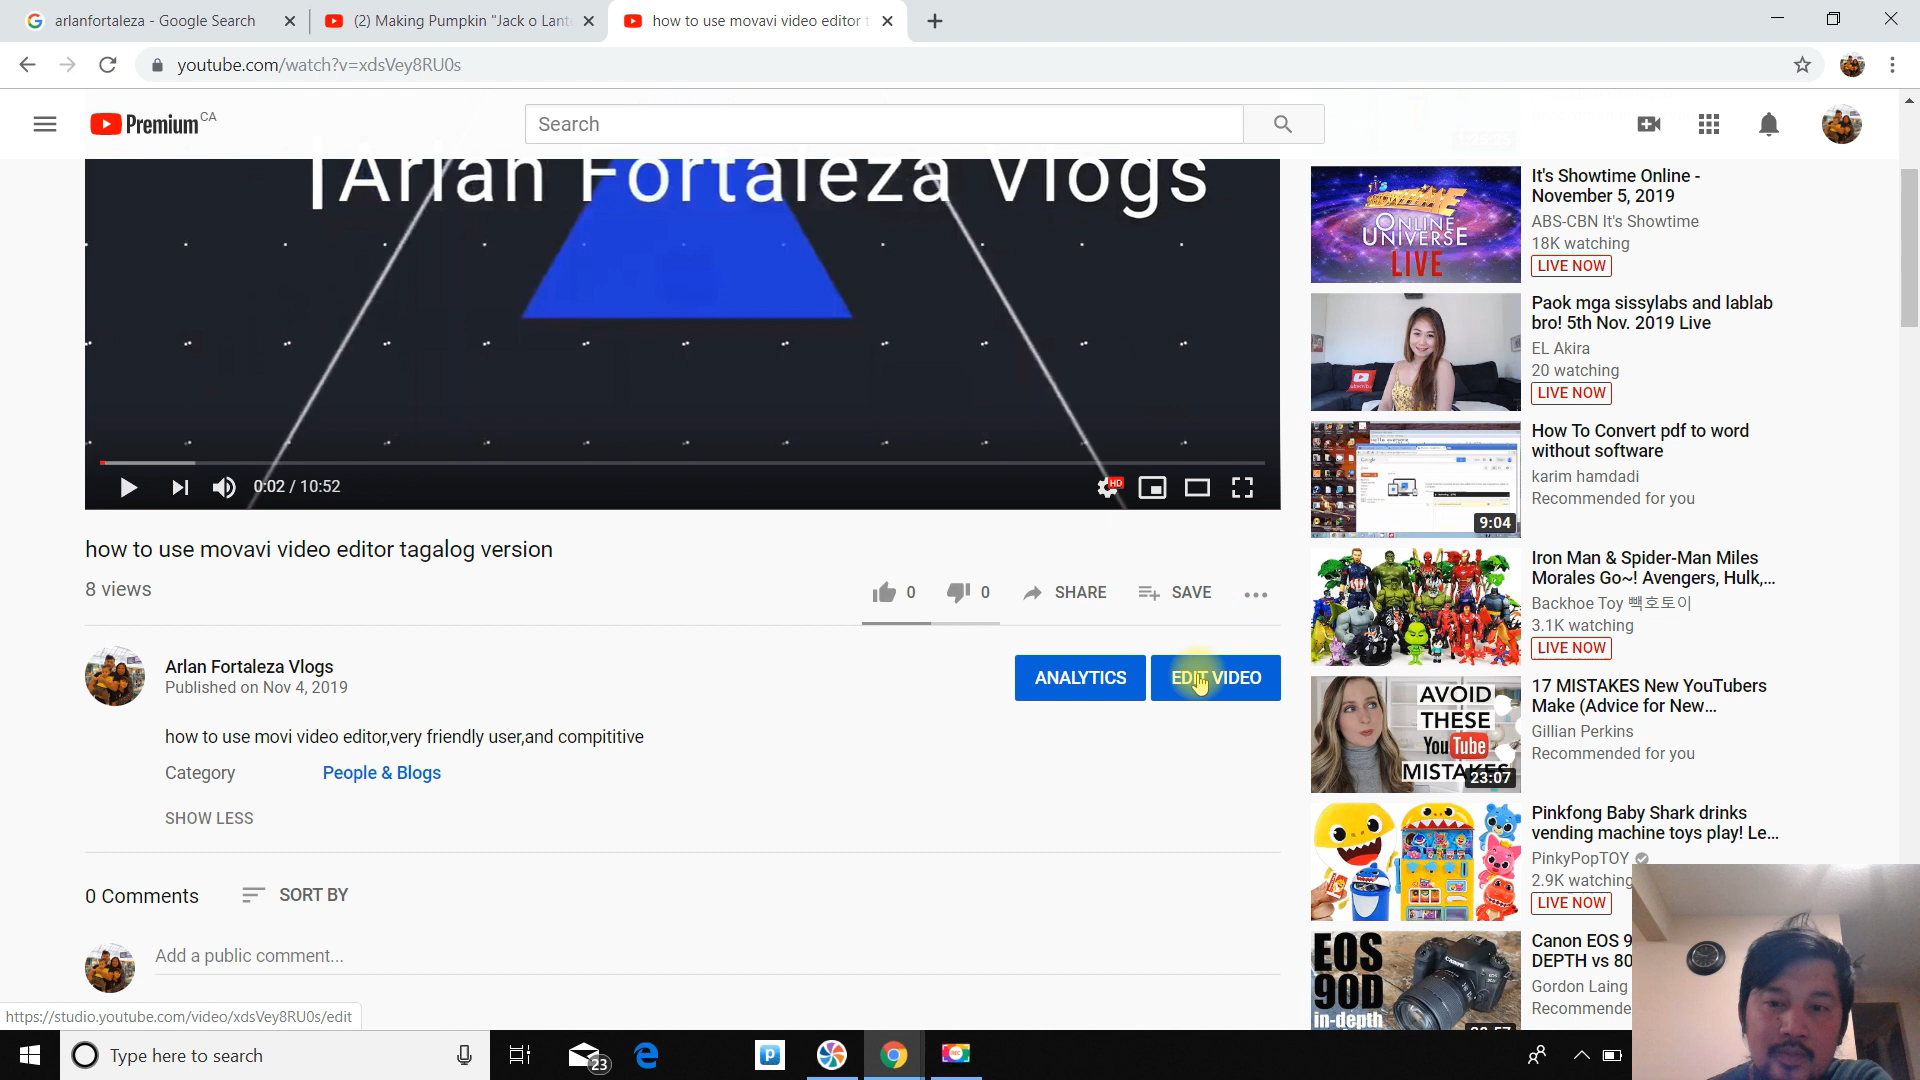 arlanfortaleza - Google Search
(2) Making Pumpkin "Jack o Lant
how to use movavi video editor t
youtube.com/watch?v=xdsVey8RU0s
Premium CA
Search
|Arlan Fortaleza Vlogs
0:02 / 10:52
HD
how to use movavi video editor tagalog version
8 views
0
0
SHARE
SAVE
Arlan Fortaleza Vlogs
Published on Nov 4, 2019
ANALYTICS
EDIT VIDEO
how to use movi video editor,very friendly user,and compititive
Category
People & Blogs
SHOW LESS
0 Comments
SORT BY
Add a public comment...
https://studio.youtube.com/video/xdsVey8RU0s/edit
it's SHOWTIME
ONLINE
UNIVERSE
LIVE
It's Showtime Online -
November 5, 2019
ABS-CBN It's Showtime
18K watching
LIVE NOW
Paok mga sissylabs and lablab
bro! 5th Nov. 2019 Live
EL Akira
20 watching
LIVE NOW
How To Convert pdf to word
without software
karim hamdadi
Recommended for you
9:04
Iron Man & Spider-Man Miles
Morales Go~! Avengers, Hulk,...
Backhoe Toy 빽호토이
3.1K watching
LIVE NOW
AVOID
THESE
YouTube
MISTAKES
23:07
17 MISTAKES New YouTubers
Make (Advice for New...
Gillian Perkins
Recommended for you
Pinkfong Baby Shark drinks
vending machine toys play! Le...
PinkyPopTOY
2.9K watching
LIVE NOW
EOS
90D
in-depth
Canon
Canon EOS 9
DEPTH vs 80
Gordon Laing
Recommende
Type here to search
23